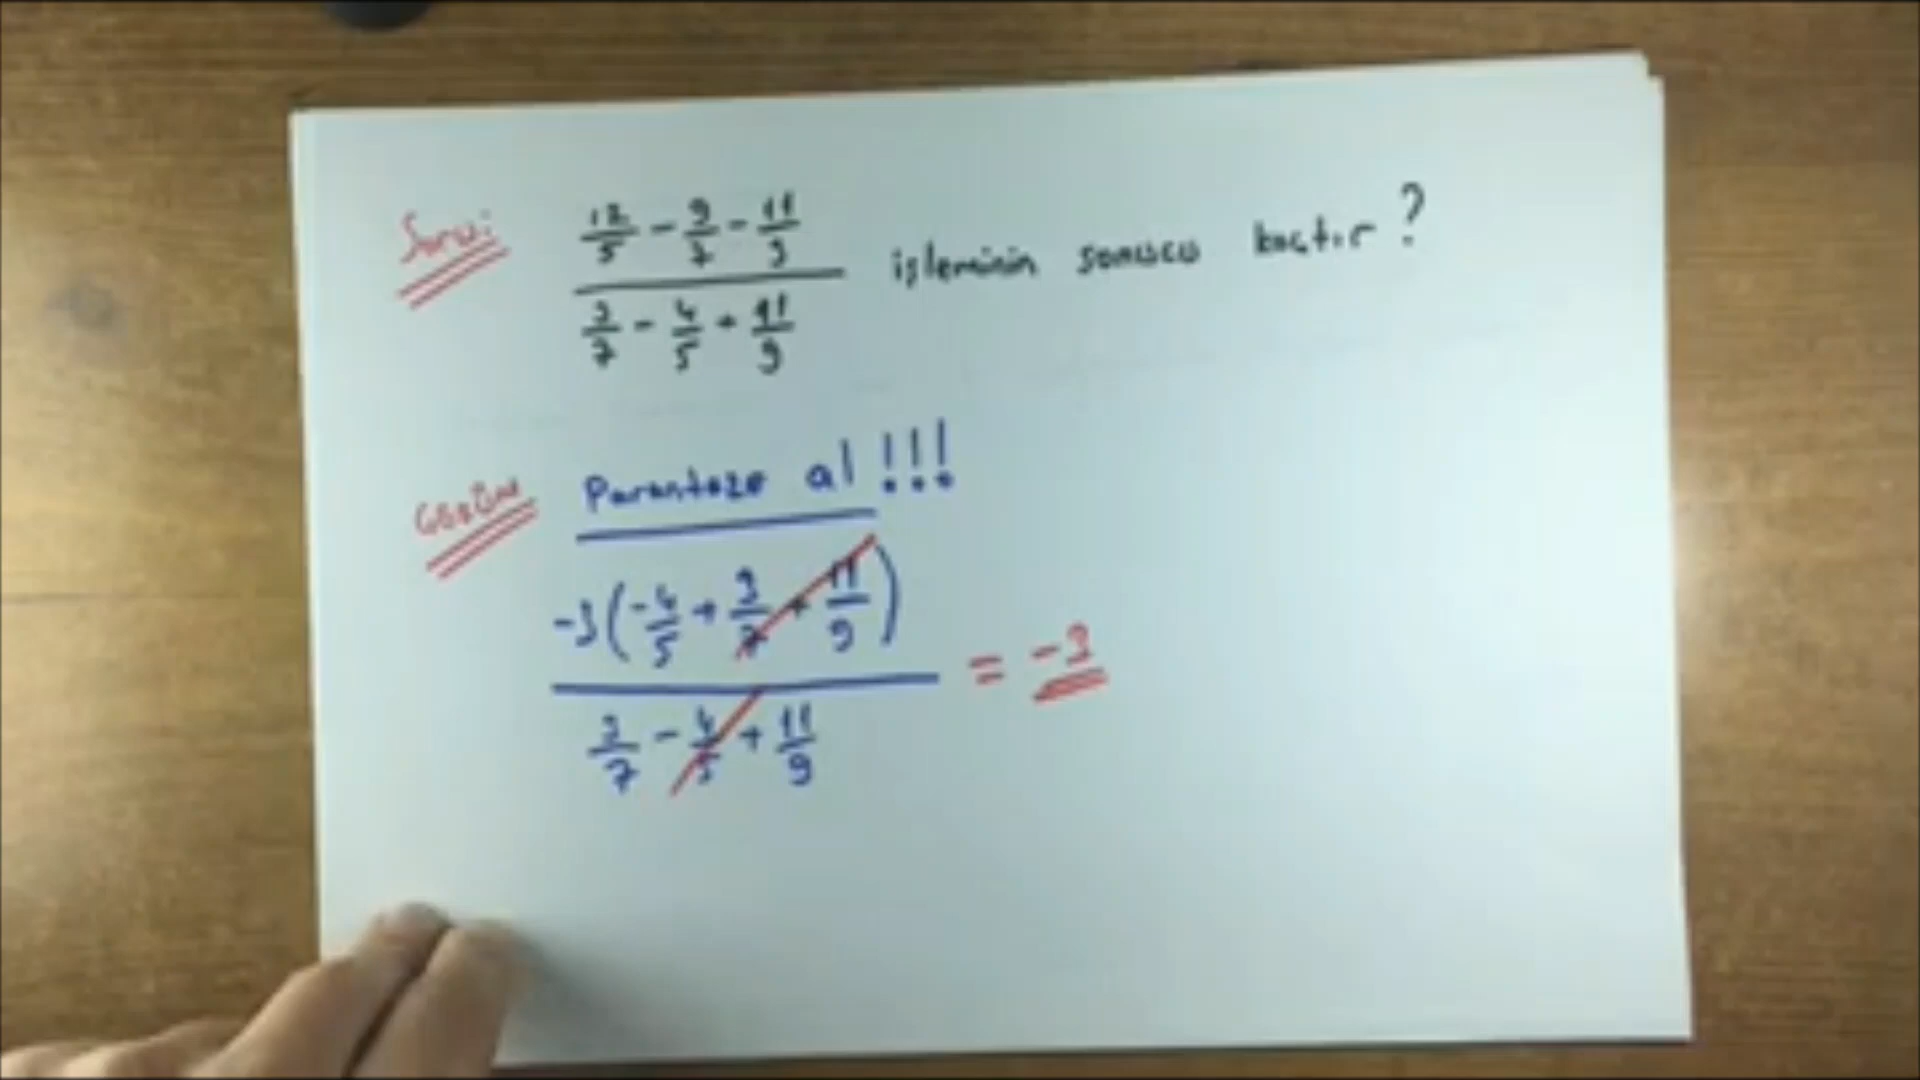 Soru: 12/5 - 9/7 - 11/3 / 3/7 - 4/5 + 11/9 işleminin sonucu kaçtır ?
Çözüm Paranteze al !!!
-3(-4/5 + 3/7 + 11/9) / 3/7 - 4/5 + 11/9 = -3